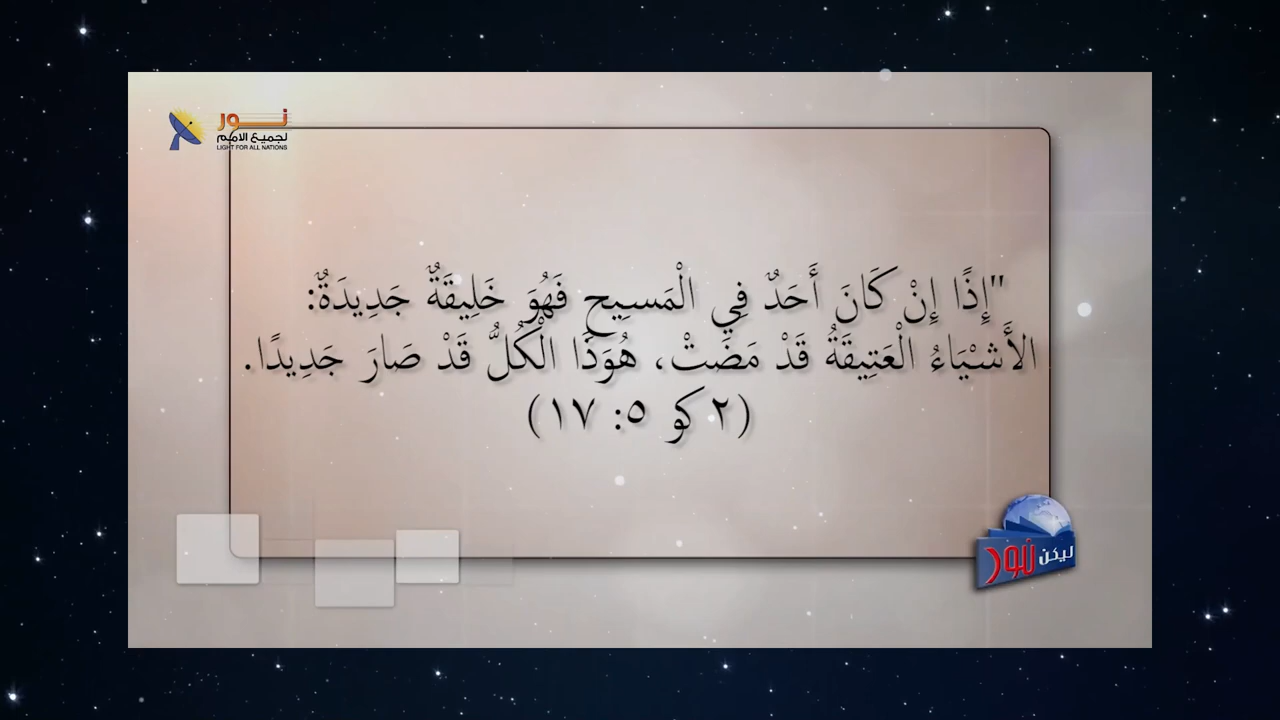 نور
لجميع الامم
LIGHT FOR ALL NATIONS
"إِذًا إِنْ كَانَ أَحَدٌ فِي الْمَسِيحِ فَهُوَ خَلِيقَةٌ جَدِيدَةٌ:
الأَشْيَاءُ الْعَتِيقَةُ قَدْ مَضَتْ، هُوَذَا الْكُلُّ قَدْ صَارَ جَدِيدًا.
(٢ كو ٥: ١٧)
ليكن نور